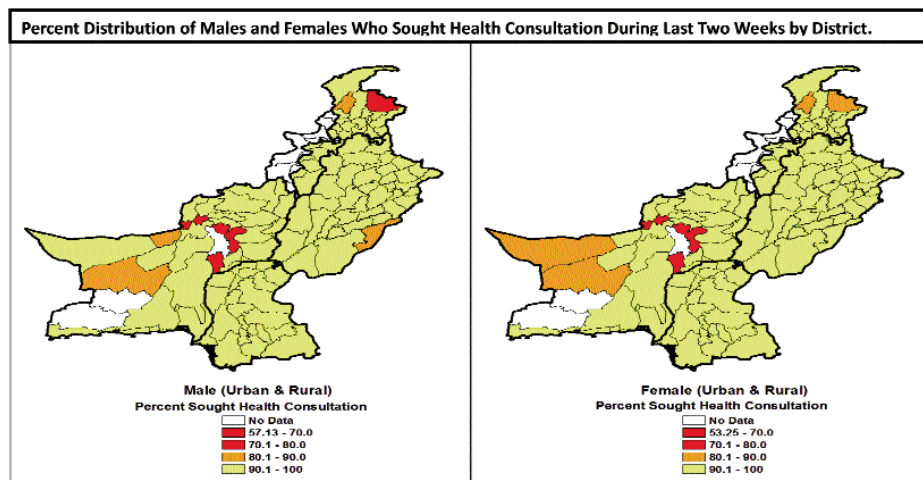 Percent Distribution of Males and Females Who Sought Health Consultation During Last Two Weeks by District.
Male (Urban & Rural)
Percent Sought Health Consultation
No Data
57.13 - 70.0
70.1 - 80.0
80.1 - 90.0
90.1 - 100
Female (Urban & Rural)
Percent Sought Health Consultation
No Data
53.25 - 70.0
70.1 - 80.0
80.1 - 90.0
90.1 - 100